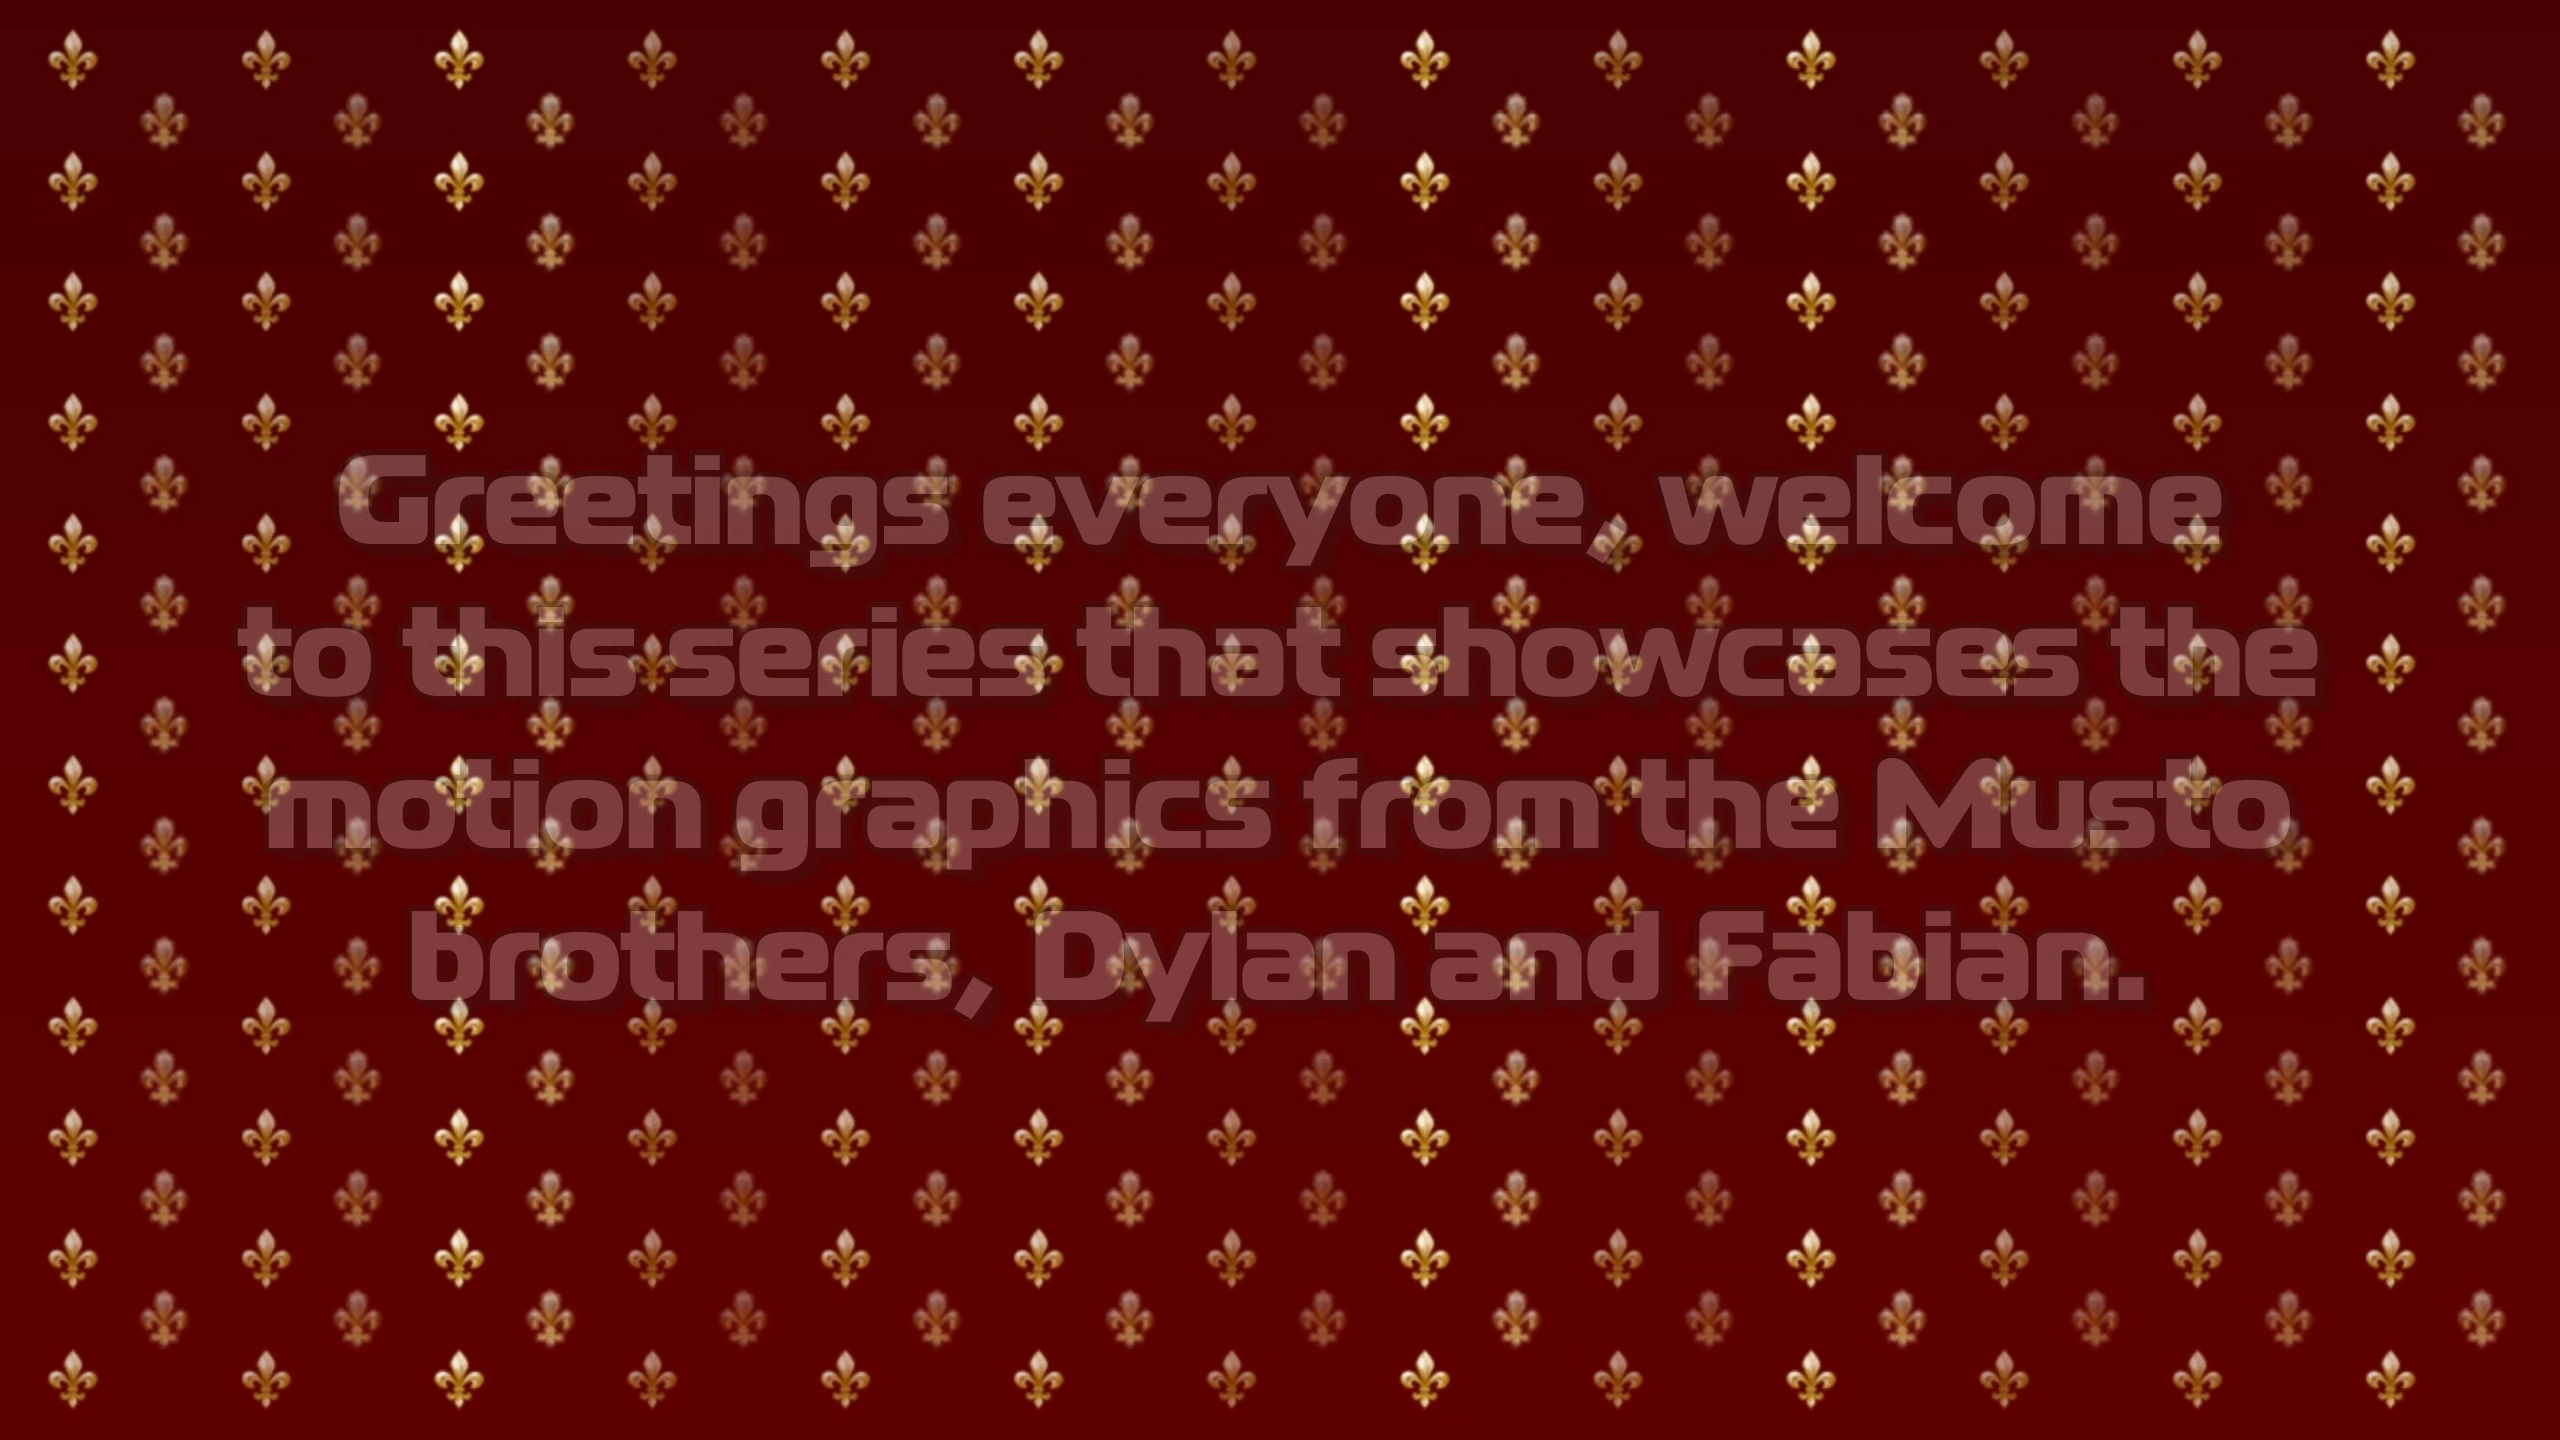 Greetings everyone, welcome
to this series that showcases the
motion graphics from the Musto
brothers, Dylan and Fabian.